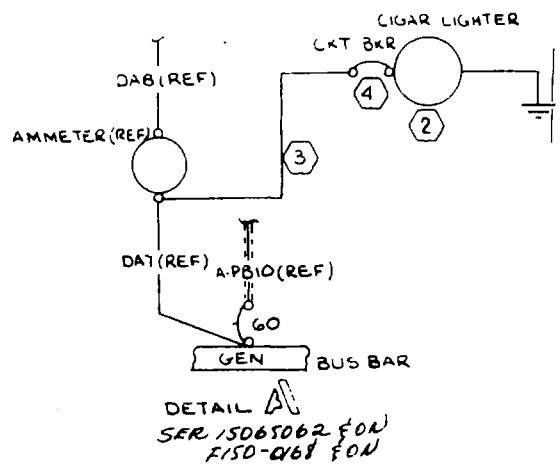 CIGAR LIGHTER
CKT BKR
DA8 (REF)
4
2
AMMETER (REF)
3
DA7 (REF)
A-PB10 (REF)
60
GEN
BUS BAR
DETAIL A
SER 15065062 & ON
F150-0168 & ON